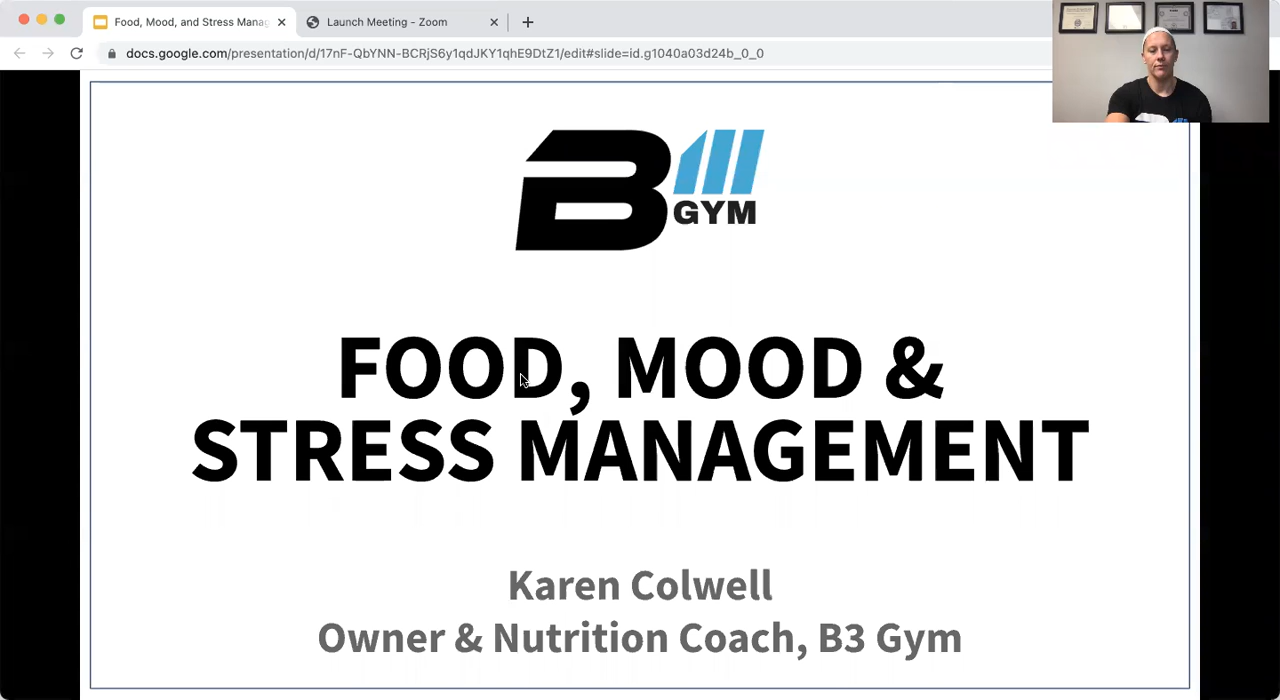 Food, Mood, and Stress Manag
Launch Meeting - Zoom
docs.google.com/presentation/d/17nF-QbYNN-BCRjS6y1qdJKY1qhE9DtZ1/edit#slide=id.g1040a03d24b_0_0
B
GYM
FOOD, MOOD &
STRESS MANAGEMENT
Karen Colwell
Owner & Nutrition Coach, B3 Gym